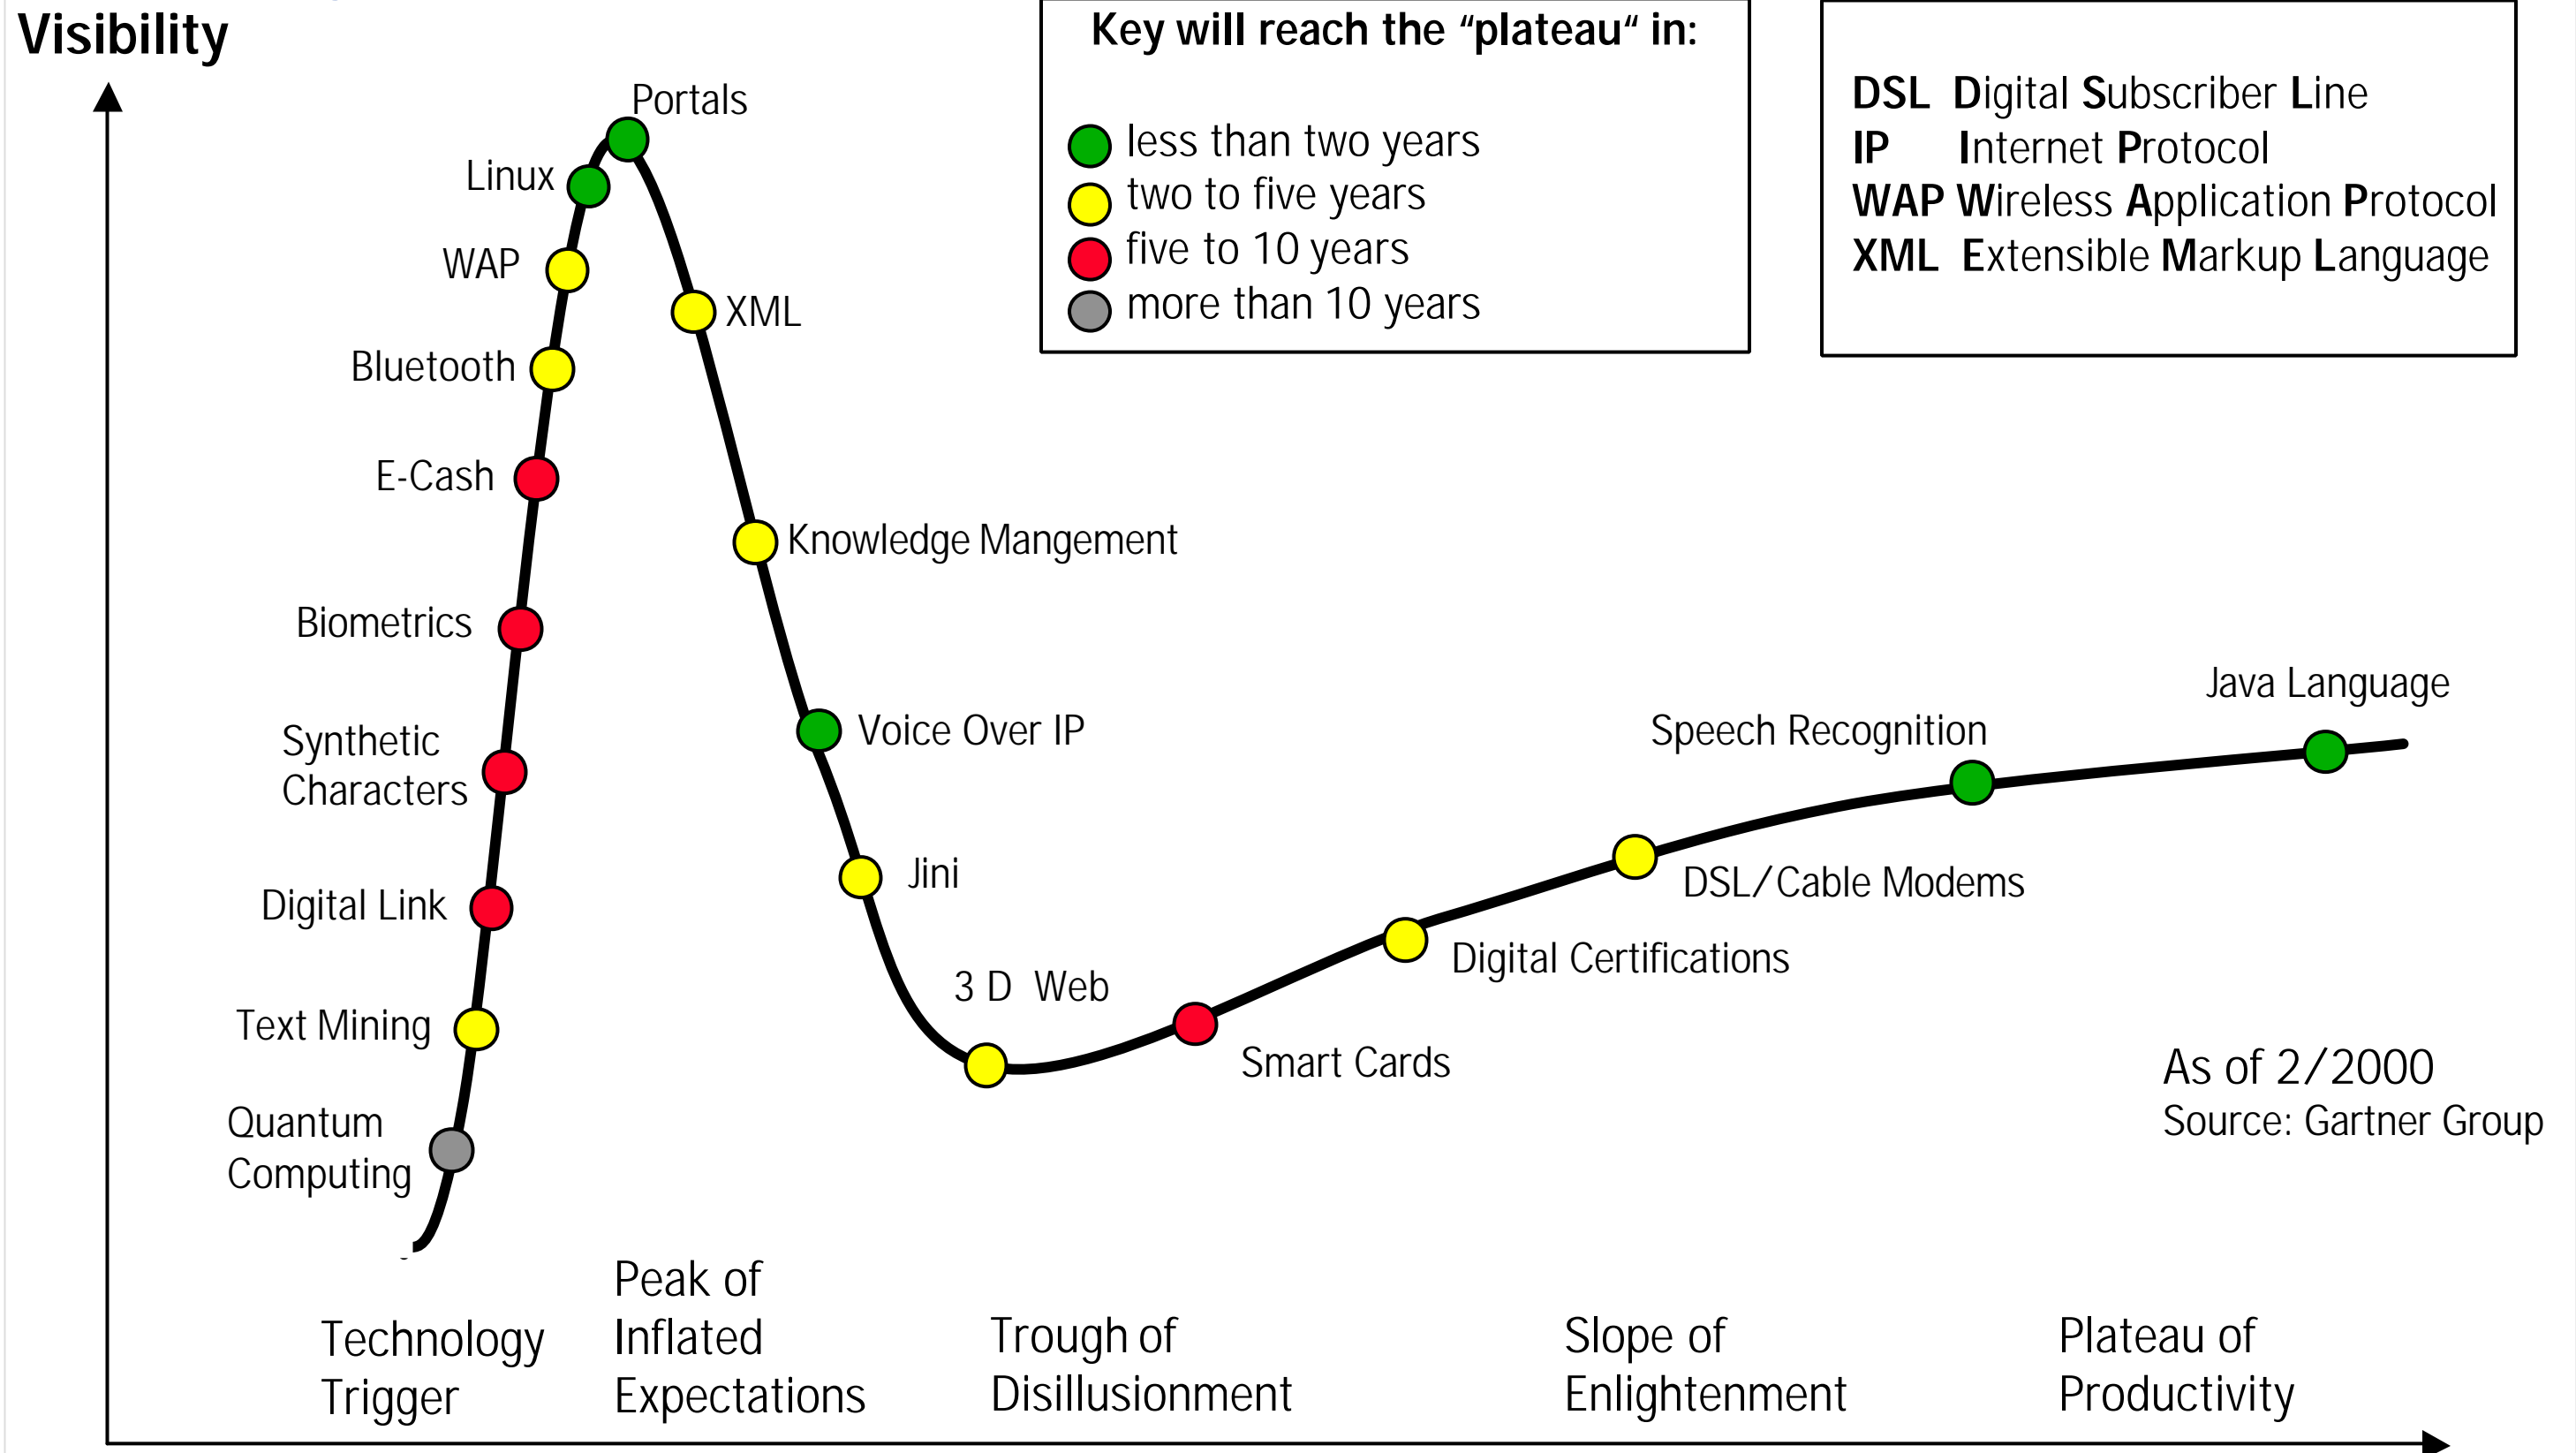 Visibility
Key will reach the “plateau“ in:
less than two years
two to five years
five to 10 years
more than 10 years
DSL Digital Subscriber Line
IP Internet Protocol
WAP Wireless Application Protocol
XML Extensible Markup Language
Portals
Linux
WAP
XML
Bluetooth
E-Cash
Knowledge Mangement
Biometrics
Voice Over IP
Synthetic
Characters
Jini
Digital Link
Text Mining
Quantum
Computing
3 D Web
Smart Cards
Digital Certifications
DSL/Cable Modems
Speech Recognition
Java Language
As of 2/2000
Source: Gartner Group
Technology
Trigger
Peak of
Inflated
Expectations
Trough of
Disillusionment
Slope of
Enlightenment
Plateau of
Productivity